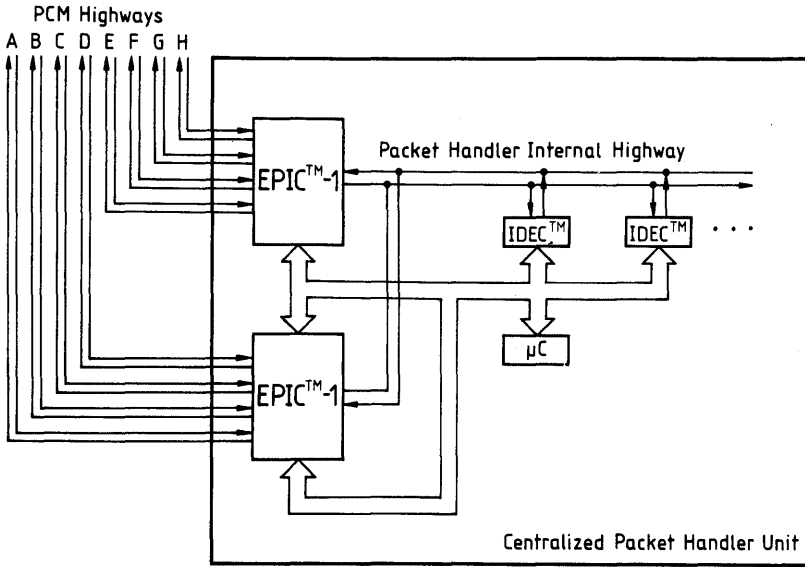 PCM Highways
A B C D E F G H
EPIC™-1
Packet Handler Internal Highway
IDEC™
IDEC™
...
EPIC™-1
µC
Centralized Packet Handler Unit